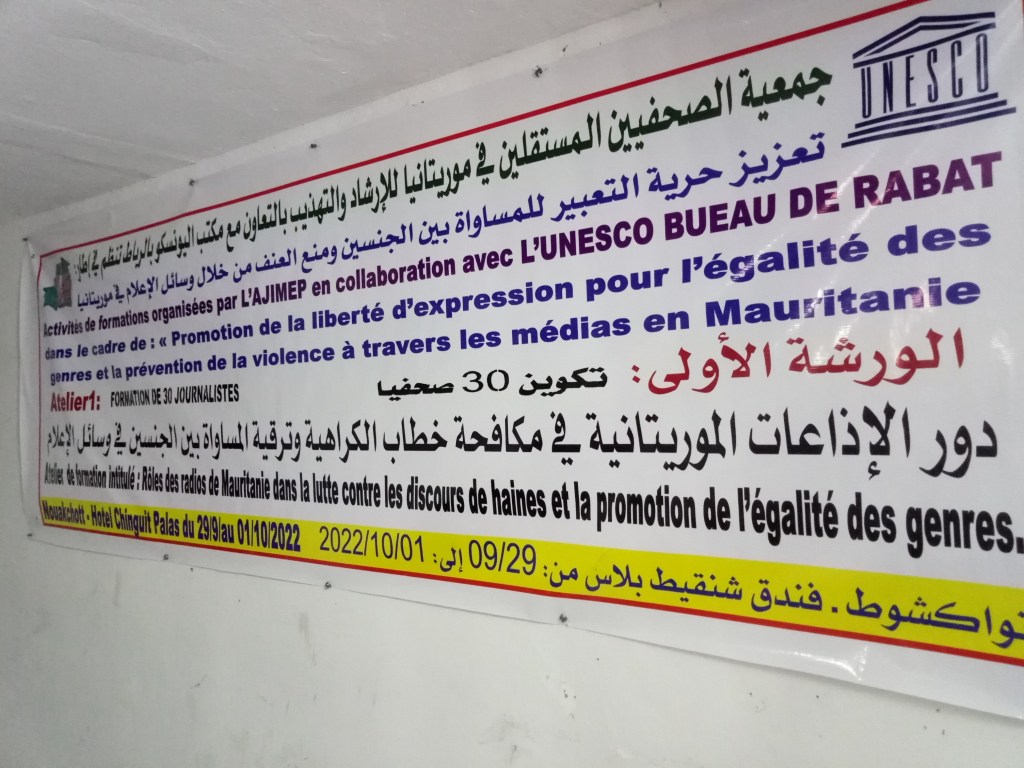 UNESCO
جمعية الصحفيين المستقلين في موريتانيا للإرشاد والتهذيب بالتعاون مع مكتب اليونسكو بالرباط تنظم في إطار:
تعزيز حرية التعبير للمساواة بين الجنسين ومنع العنف من خلال وسائل الإعلام في موريتانيا
Activités de formations organisées par L'AJIMEP en collaboration avec L'UNESCO BUEAU DE RABAT
dans le cadre de : « Promotion de la liberté d'expression pour l'égalité des
genres et la prévention de la violence à travers les médias en Mauritanie
الورشة الأولى: تكوين 30 صحفيا
Atelier1: FORMATION DE 30 JOURNALISTES
دور الإذاعات الموريتانية في مكافحة خطاب الكراهية وترقية المساواة بين الجنسين في وسائل الإعلام
Atelier de formation intitulé : Rôles des radios de Mauritanie dans la lutte contre les discours de haines et la promotion de l'égalité des genres.
نواكشوط . فندق شنقيط بلاس من: 09/29 إلى: 2022/10/01
Nouakchott - Hotel Chinguit Palas du 29/9/au 01/10/2022